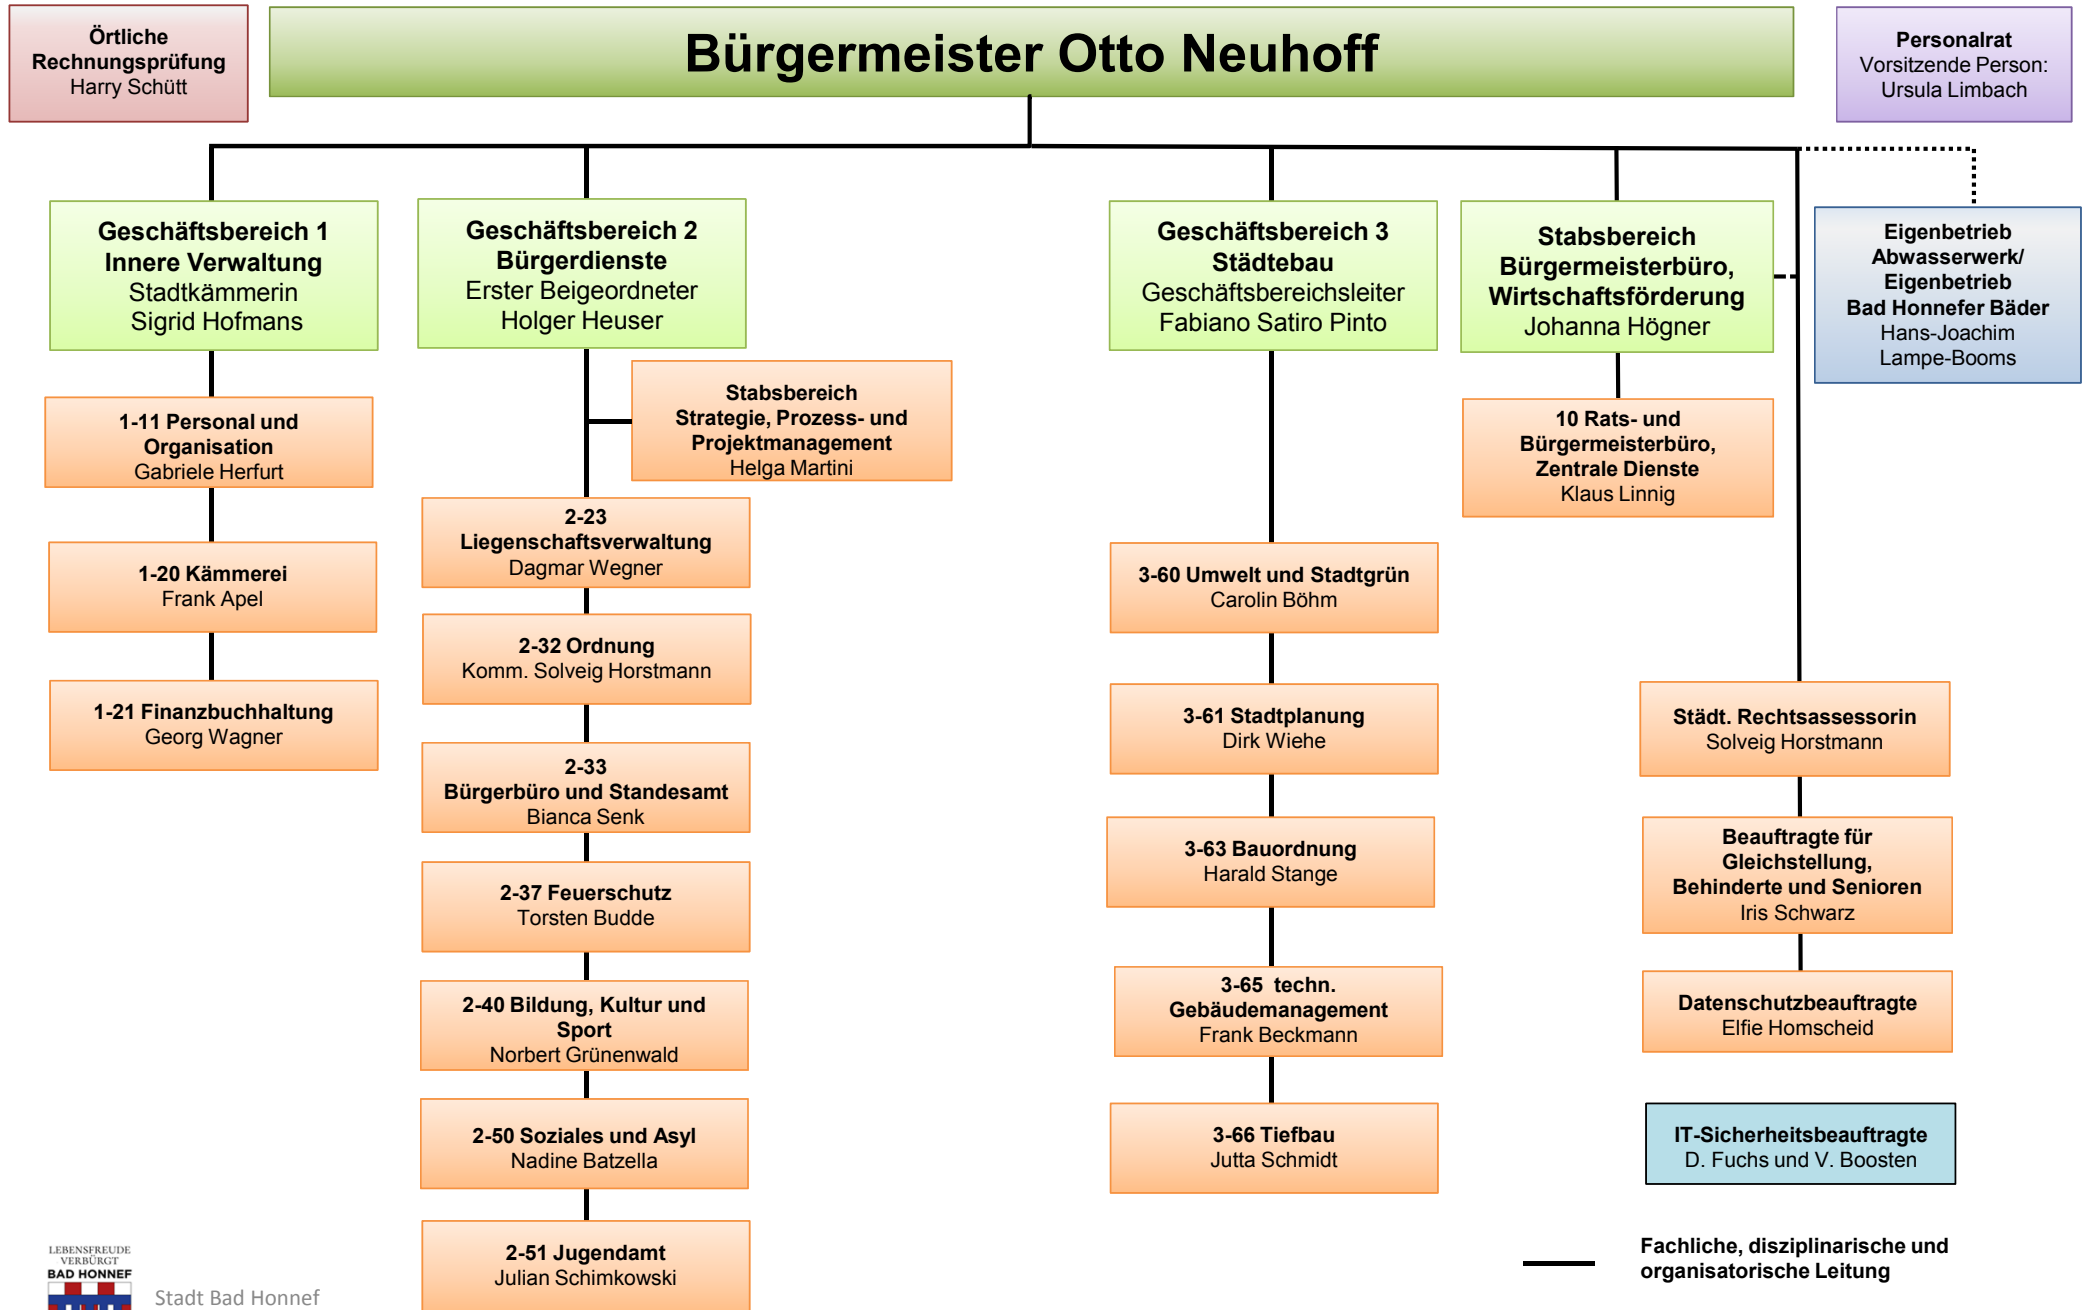 Örtliche
Rechnungsprüfung
Harry Schütt
Bürgermeister Otto Neuhoff
Personalrat
Vorsitzende Person:
Ursula Limbach
Geschäftsbereich 1
Innere Verwaltung
Stadtkämmerin
Sigrid Hofmans
Geschäftsbereich 2
Bürgerdienste
Erster Beigeordneter
Holger Heuser
Geschäftsbereich 3
Städtebau
Geschäftsbereichsleiter
Fabiano Satiro Pinto
Stabsbereich
Bürgermeisterbüro,
Wirtschaftsförderung
Johanna Högner
Eigenbetrieb
Abwasserwerk/
Eigenbetrieb
Bad Honnefer Bäder
Hans-Joachim
Lampe-Booms
1-11 Personal und
Organisation
Gabriele Herfurt
1-20 Kämmerei
Frank Apel
1-21 Finanzbuchhaltung
Georg Wagner
Stabsbereich
Strategie, Prozess- und
Projektmanagement
Helga Martini
2-23
Liegenschaftsverwaltung
Dagmar Wegner
2-32 Ordnung
Komm. Solveig Horstmann
2-33
Bürgerbüro und Standesamt
Bianca Senk
2-37 Feuerschutz
Torsten Budde
2-40 Bildung, Kultur und
Sport
Norbert Grünenwald
2-50 Soziales und Asyl
Nadine Batzella
2-51 Jugendamt
Julian Schimkowski
3-60 Umwelt und Stadtgrün
Carolin Böhm
3-61 Stadtplanung
Dirk Wiehe
3-63 Bauordnung
Harald Stange
3-65 techn.
Gebäudemanagement
Frank Beckmann
3-66 Tiefbau
Jutta Schmidt
10 Rats- und
Bürgermeisterbüro,
Zentrale Dienste
Klaus Linnig
Städt. Rechtsassessorin
Solveig Horstmann
Beauftragte für
Gleichstellung,
Behinderte und Senioren
Iris Schwarz
Datenschutzbeauftragte
Elfie Homscheid
IT-Sicherheitsbeauftragte
D. Fuchs und V. Boosten
Fachliche, disziplinarische und
organisatorische Leitung
LEBENSFREUDE
VERBÜRGT
BAD HONNEF
Stadt Bad Honnef